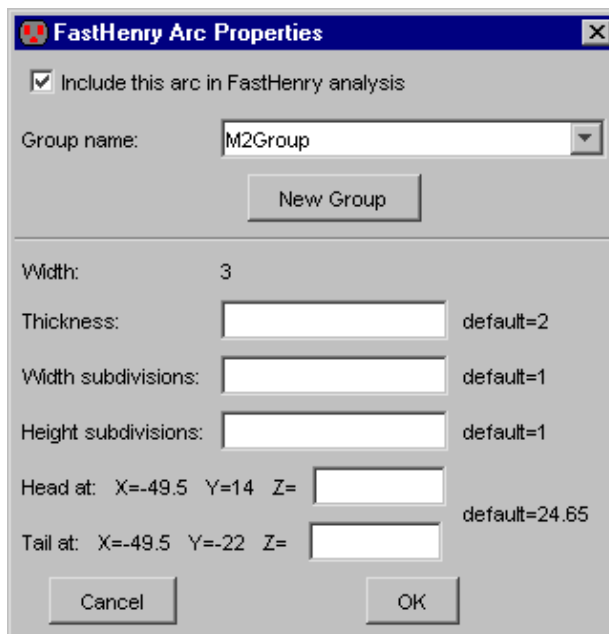 FastHenry Arc Properties
Include this arc in FastHenry analysis
Group name: M2Group
New Group
Width: 3
Thickness: default=2
Width subdivisions: default=1
Height subdivisions: default=1
Head at: X=-49.5 Y=14 Z=
default=24.65
Tail at: X=-49.5 Y=-22 Z=
Cancel OK